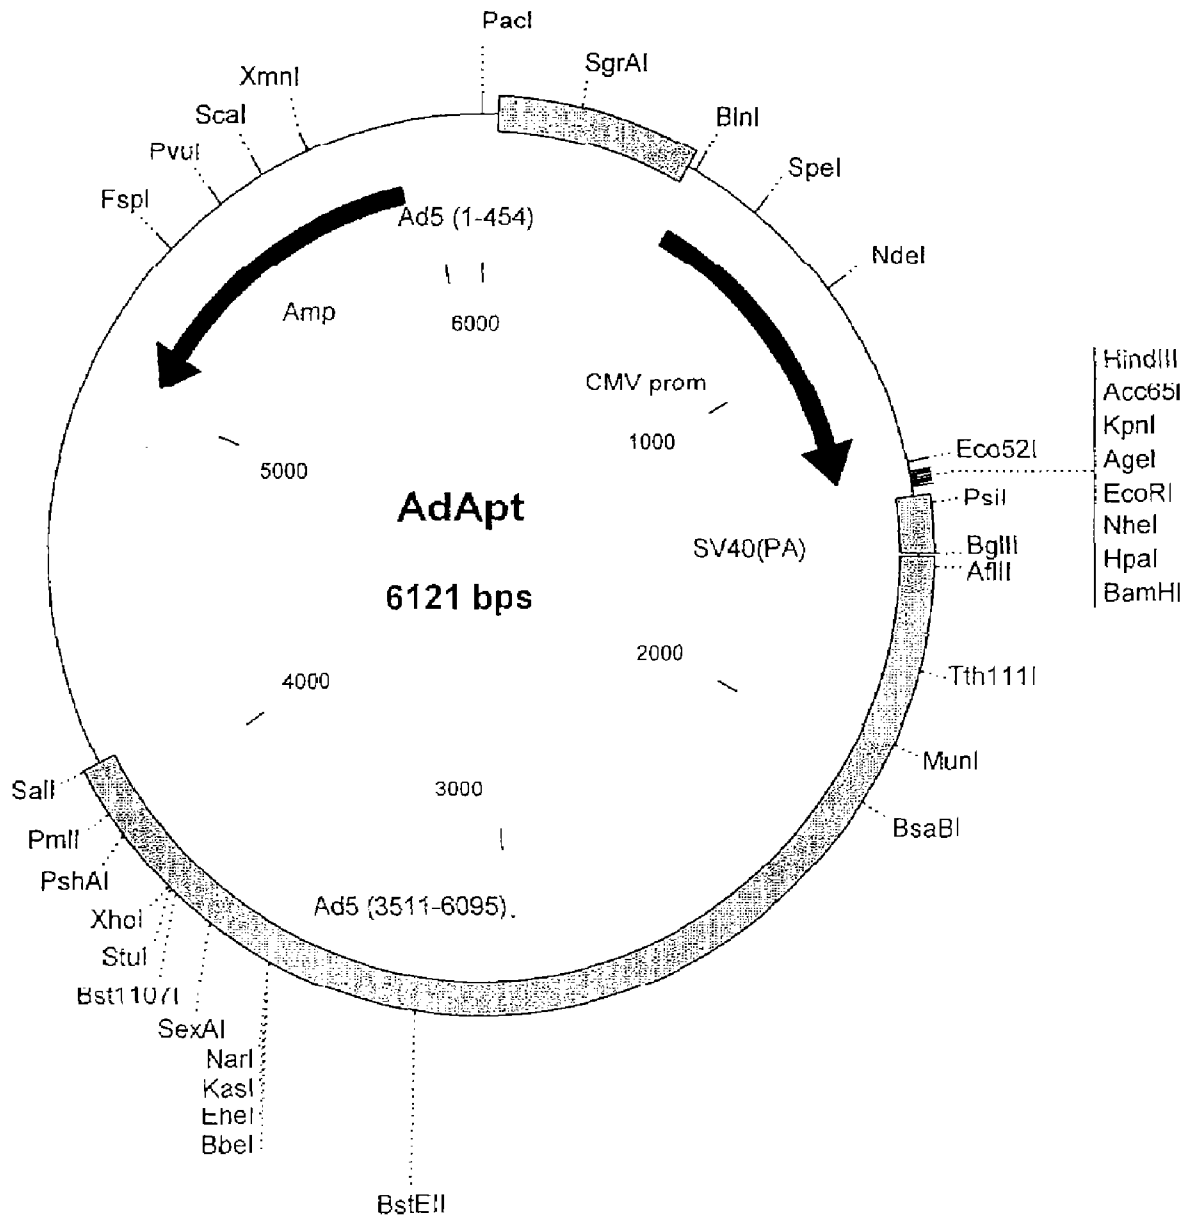 PacI
SgrAI
BlnI
SpeI
NdeI
XmnI
ScaI
PvuI
FspI
Ad5 (1-454)
Amp
6000
CMV prom
1000
5000
HindIII
Acc65I
KpnI
AgeI
EcoRI
NheI
HpaI
BamHI
Eco52I
PsiI
BglII
AflII
AdApt
6121 bps
SV40(PA)
2000
4000
3000
Tth111I
MunI
BsaBI
SalI
PmlI
PshAI
XhoI
StuI
Bst1107I
SexAI
NarI
KasI
EheI
BbeI
Ad5 (3511-6095)
BstEII